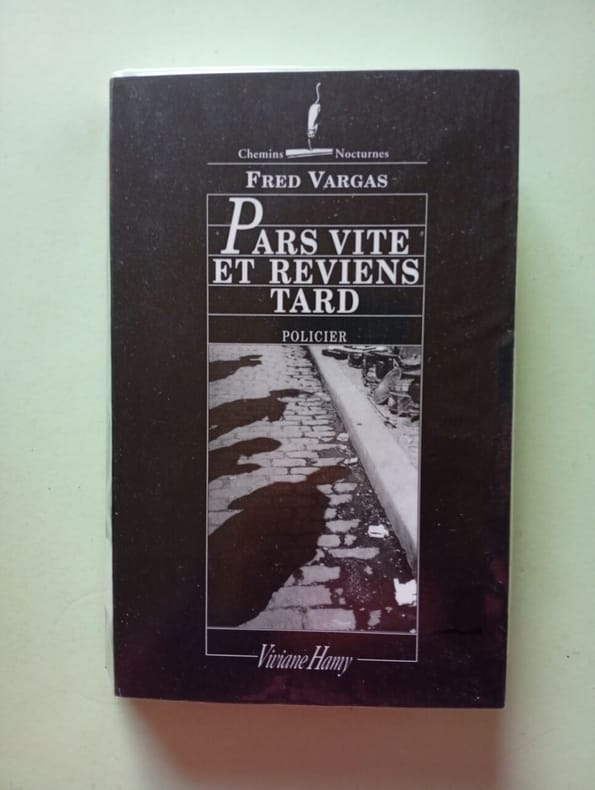 Chemins Nocturnes
FRED VARGAS
PARS VITE
ET REVIENS
TARD
POLICIER
Viviane Hamy